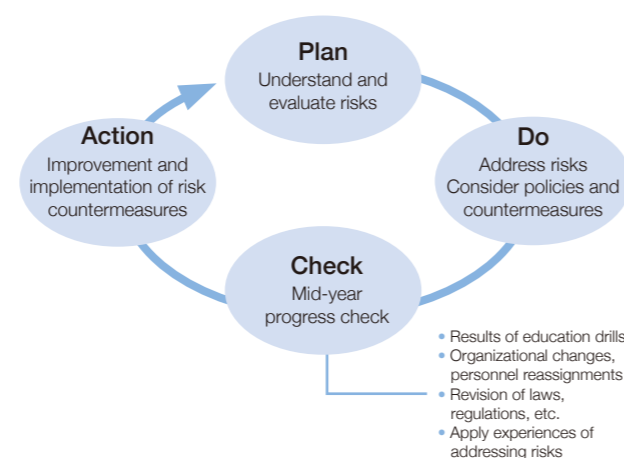 Plan
Understand and
evaluate risks
Action
Improvement and
implementation of risk
countermeasures
Do
Address risks
Consider policies and
countermeasures
Check
Mid-year
progress check
• Results of education drills
• Organizational changes,
personnel reassignments
• Revision of laws,
regulations, etc.
• Apply experiences of
addressing risks